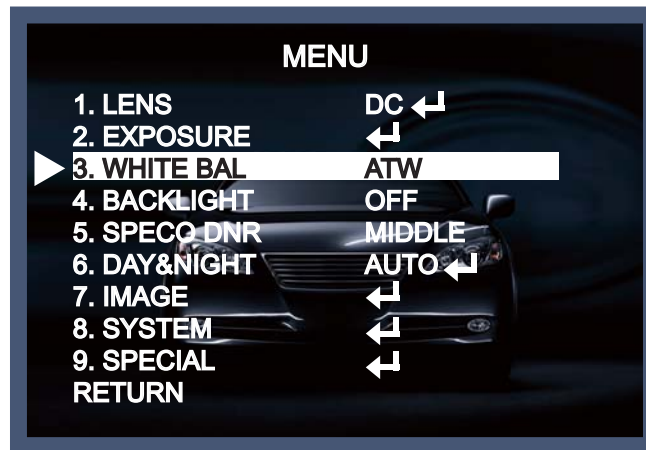 MENU
1. LENS DC ↵
2. EXPOSURE ↵
3. WHITE BAL ATW
4. BACKLIGHT OFF
5. SPECO DNR MIDDLE
6. DAY&NIGHT AUTO ↵
7. IMAGE ↵
8. SYSTEM ↵
9. SPECIAL ↵
RETURN